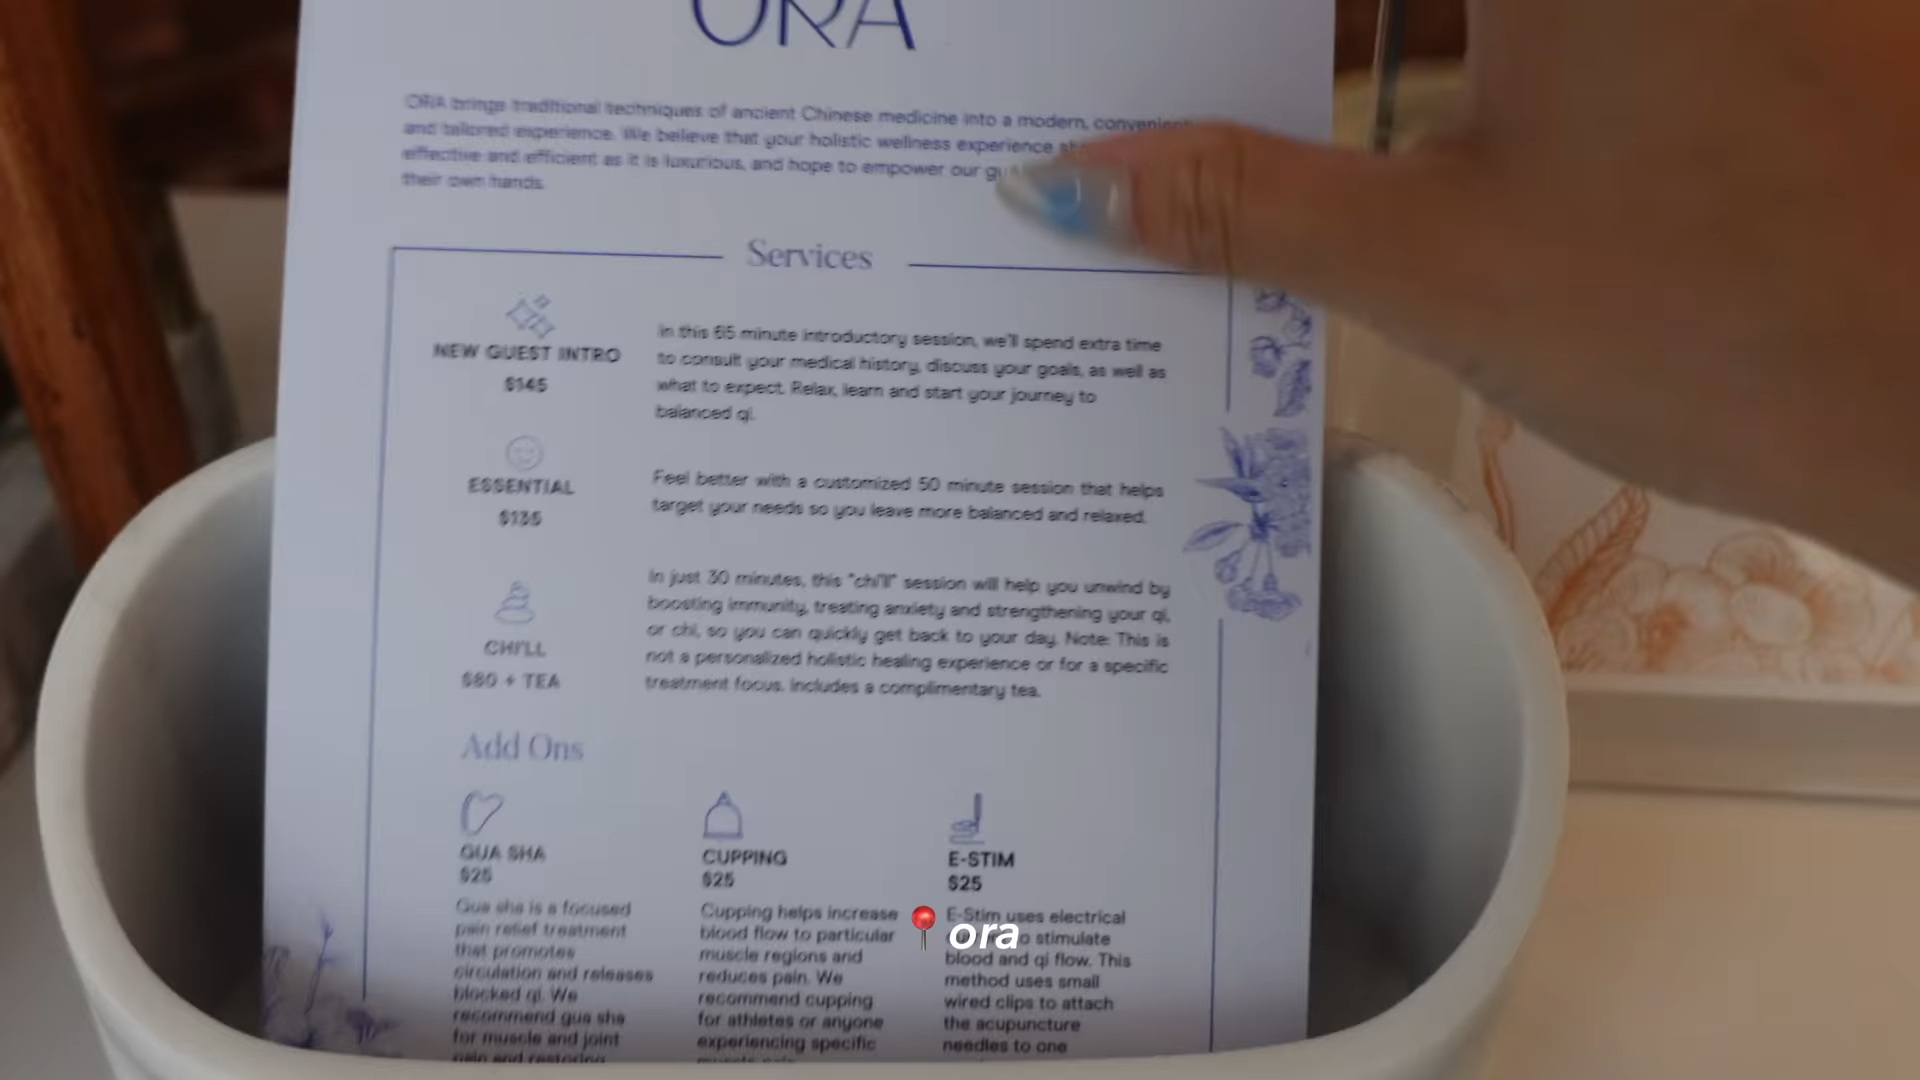 ORA
ORA brings traditional techniques of ancient Chinese medicine into a modern, convenient
and tailored experience. We believe that your holistic wellness experience
effective and efficient as it is luxurious, and hope to empower our
their own hands.
Services
NEW GUEST INTRO
$145
In this 65 minute introductory session, we'll spend extra time
to consult your medical history, discuss your goals, as well as
what to expect. Relax, learn and start your journey to
balanced qi.
ESSENTIAL
$135
Feel better with a customized 50 minute session that helps
target your needs so you leave more balanced and relaxed.
CHI'LL
$80 + TEA
In just 30 minutes, this "chi'll" session will help you unwind by
boosting immunity, treating anxiety and strengthening your qi,
or chi, so you can quickly get back to your day. Note: This is
not a personalized holistic healing experience or for a specific
treatment focus. Includes a complimentary tea.
Add Ons
GUA SHA
$25
Gua sha is a focused
pain relief treatment
that promotes
circulation and releases
blocked qi. We
recommend gua sha
for muscle and joint
pain and restoring
CUPPING
$25
Cupping helps increase
blood flow to particular
muscle regions and
reduces pain. We
recommend cupping
for athletes or anyone
experiencing specific
E-STIM
$25
E-Stim uses electrical
to stimulate
blood and qi flow. This
method uses small
wired clips to attach
the acupuncture
needles to one
📍ora